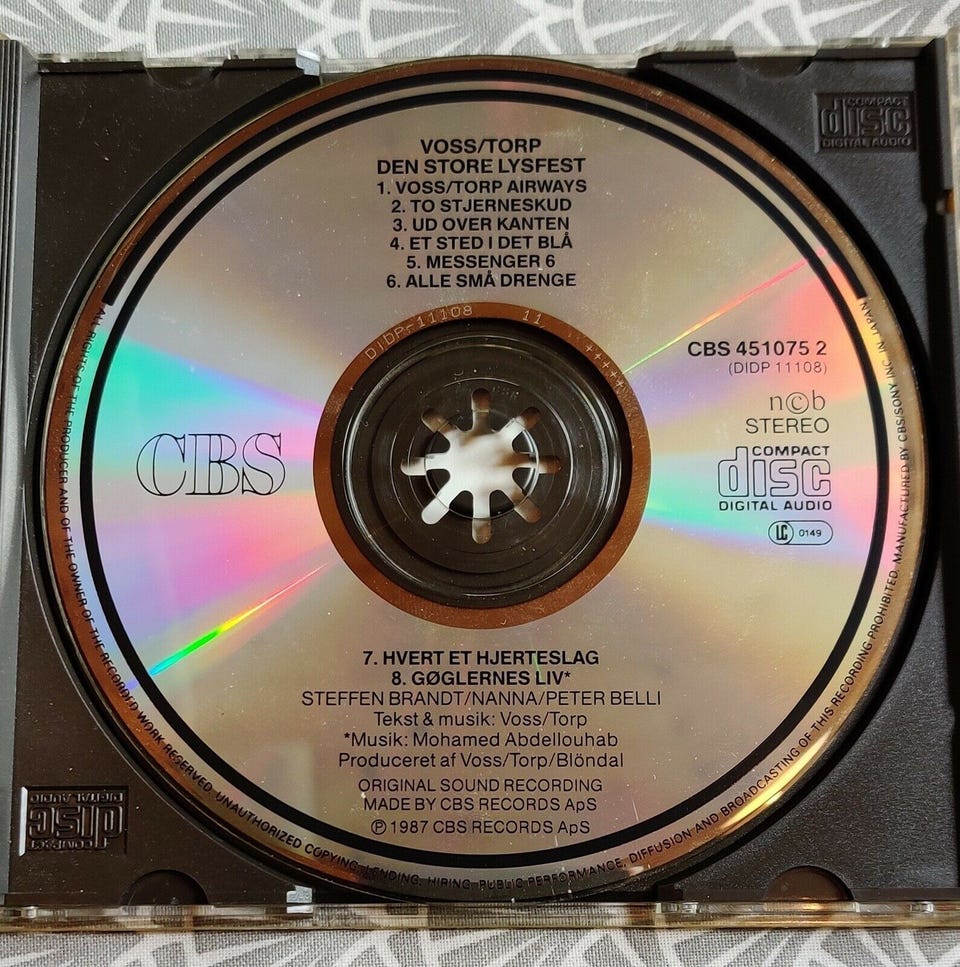 COMPACT
disc
DIGITAL AUDIO
VOSS/TORP
DEN STORE LYSFEST
1. VOSS/TORP AIRWAYS
2. TO STJERNESKUD
3. UD OVER KANTEN
4. ET STED I DET BLÅ
5. MESSENGER 6
6. ALLE SMÅ DRENGE
DIDP-11108 11 +++++
CBS 451075 2
(DIDP 11108)
n©b
STEREO
CBS
COMPACT
disc
DIGITAL AUDIO
LC 0149
7. HVERT ET HJERTESLAG
8. GØGLERNES LIV*
STEFFEN BRANDT/NANNA/PETER BELLI
Tekst & musik: Voss/Torp
*Musik: Mohamed Abdellouhab
Produceret af Voss/Torp/Blöndal
ORIGINAL SOUND RECORDING
MADE BY CBS RECORDS ApS
℗ 1987 CBS RECORDS ApS
ALL RIGHTS OF THE PRODUCER AND OF THE OWNER OF THE RECORDED WORK RESERVED. UNAUTHORIZED COPYING, LENDING, HIRING, PUBLIC PERFORMANCE, DIFFUSION AND BROADCASTING OF THIS RECORDING PROHIBITED. MANUFACTURED BY CBS/SONY INC. IN JAPAN
COMPACT
disc
DIGITAL AUDIO